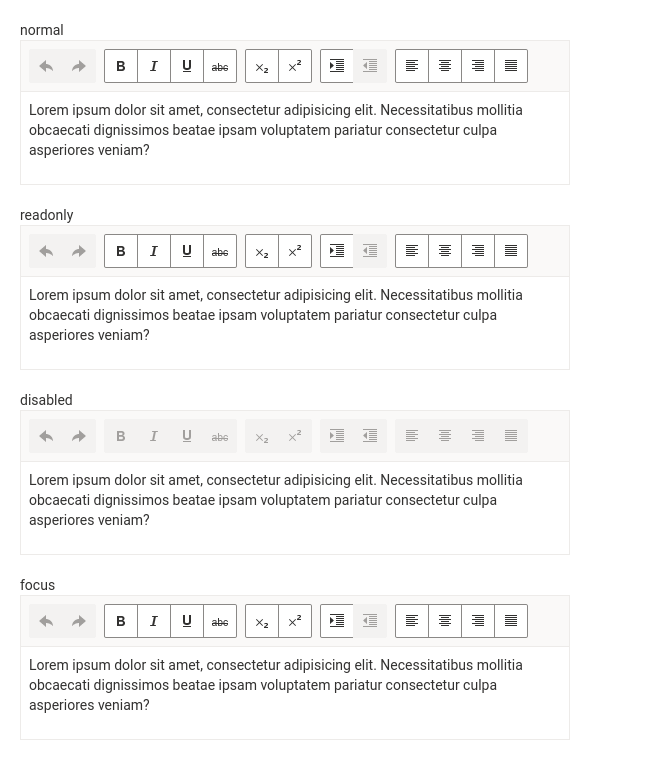 normal
B I U abc ×₂ ×²
Lorem ipsum dolor sit amet, consectetur adipisicing elit. Necessitatibus mollitia
obcaecati dignissimos beatae ipsam voluptatem pariatur consectetur culpa
asperiores veniam?
readonly
B I U abc ×₂ ×²
Lorem ipsum dolor sit amet, consectetur adipisicing elit. Necessitatibus mollitia
obcaecati dignissimos beatae ipsam voluptatem pariatur consectetur culpa
asperiores veniam?
disabled
B I U abc ×₂ ×²
Lorem ipsum dolor sit amet, consectetur adipisicing elit. Necessitatibus mollitia
obcaecati dignissimos beatae ipsam voluptatem pariatur consectetur culpa
asperiores veniam?
focus
B I U abc ×₂ ×²
Lorem ipsum dolor sit amet, consectetur adipisicing elit. Necessitatibus mollitia
obcaecati dignissimos beatae ipsam voluptatem pariatur consectetur culpa
asperiores veniam?